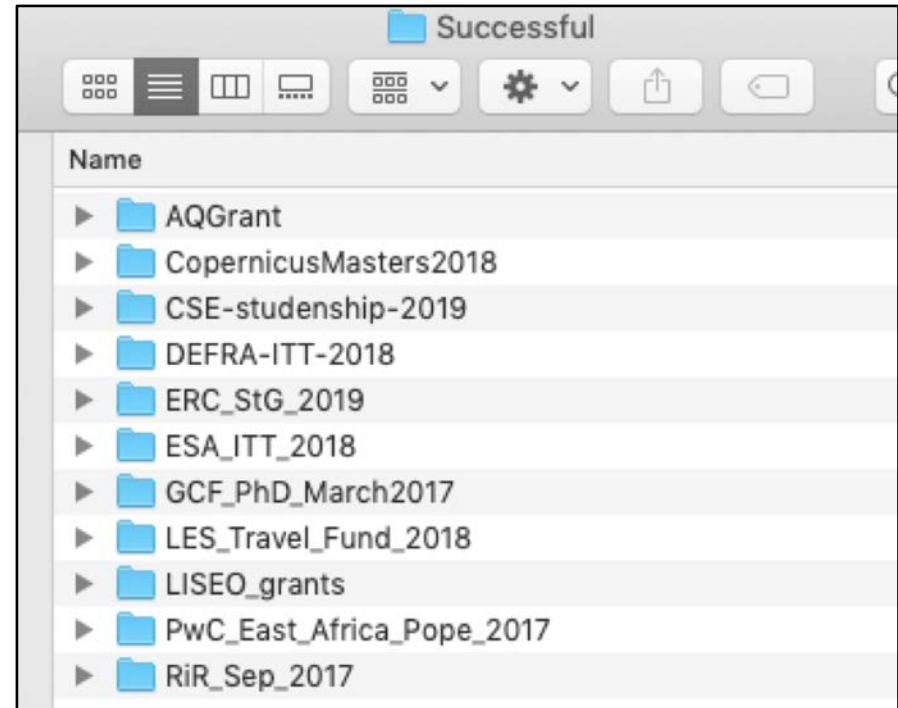 Successful
Name
AQGrant
CopernicusMasters2018
CSE-studenship-2019
DEFRA-ITT-2018
ERC_StG_2019
ESA_ITT_2018
GCF_PhD_March2017
LES_Travel_Fund_2018
LISEO_grants
PwC_East_Africa_Pope_2017
RiR_Sep_2017